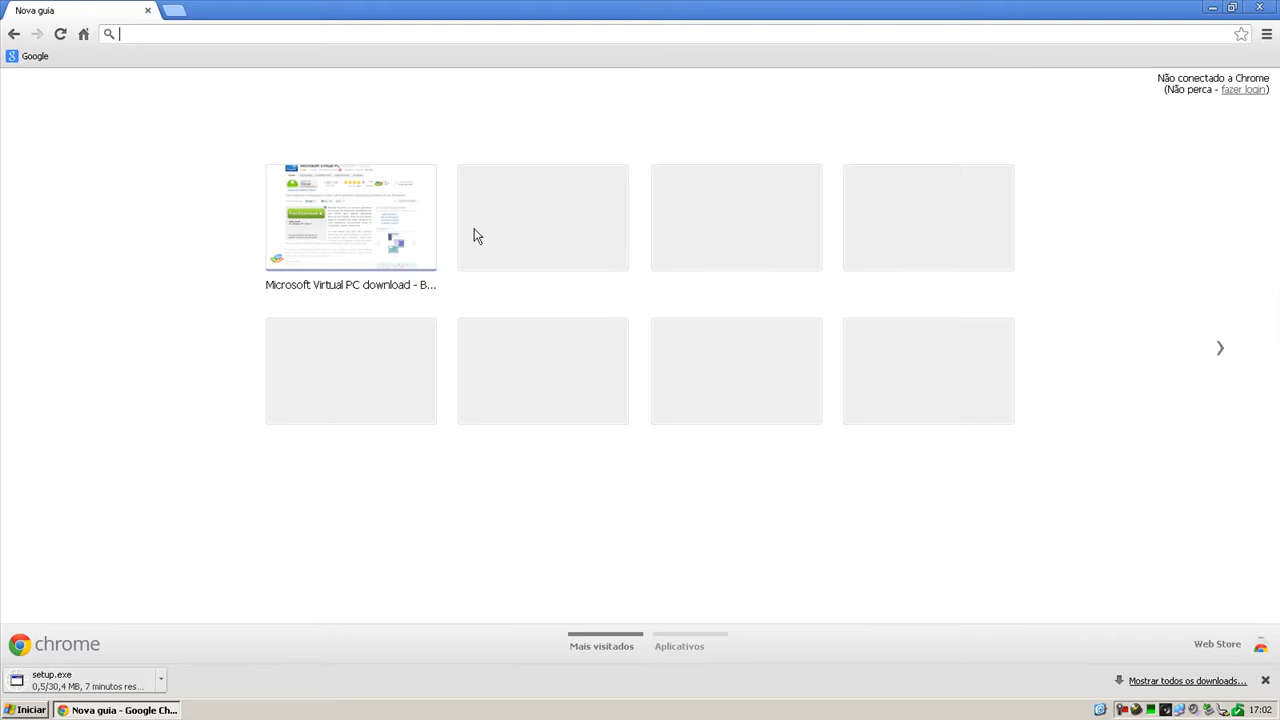 Nova guia
Google
Não conectado a Chrome
(Não perca - fazer login)
Microsoft Virtual PC download - B...
chrome
Mais visitados
Aplicativos
Web Store
setup.exe
0,5/30,4 MB, 7 minutos res...
Mostrar todos os downloads...
Iniciar
Nova guia - Google Ch...
17:02